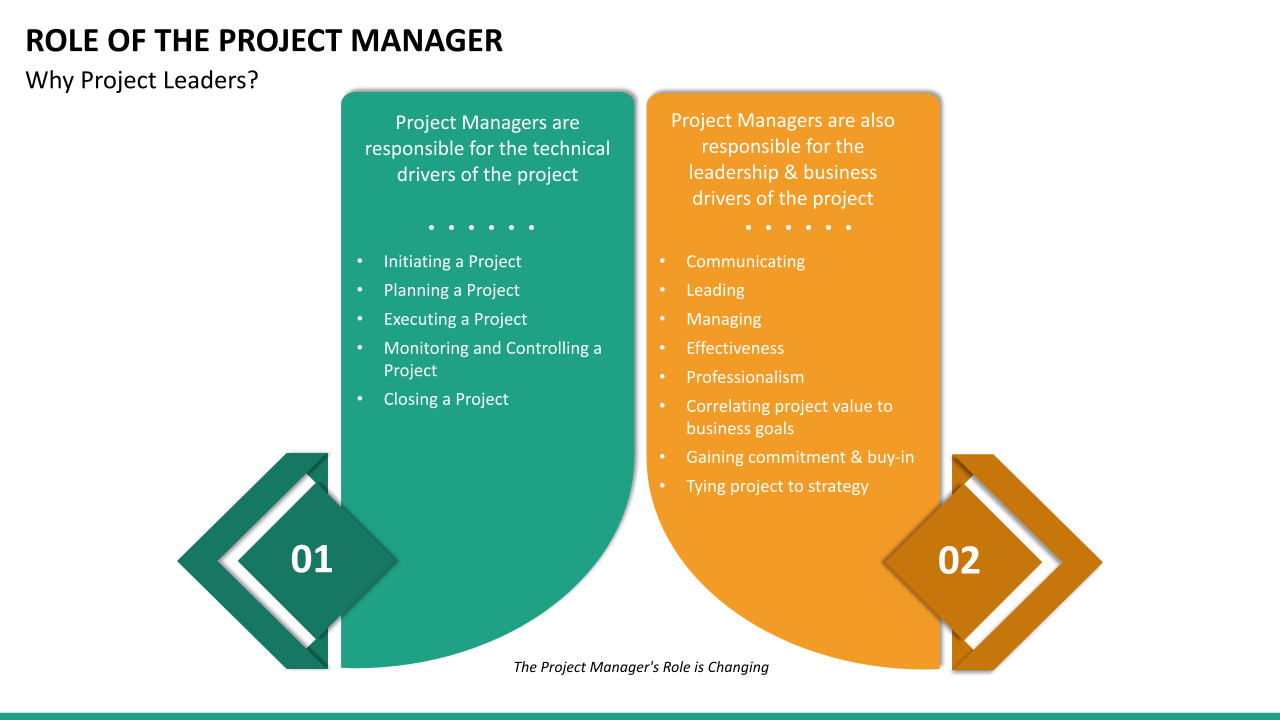 ROLE OF THE PROJECT MANAGER
Why Project Leaders?
Project Managers are
responsible for the technical
drivers of the project
• Initiating a Project
• Planning a Project
• Executing a Project
• Monitoring and Controlling a
Project
• Closing a Project
01
Project Managers are also
responsible for the
leadership & business
drivers of the project
• Communicating
• Leading
• Managing
• Effectiveness
• Professionalism
• Correlating project value to
business goals
• Gaining commitment & buy-in
• Tying project to strategy
02
The Project Manager's Role is Changing